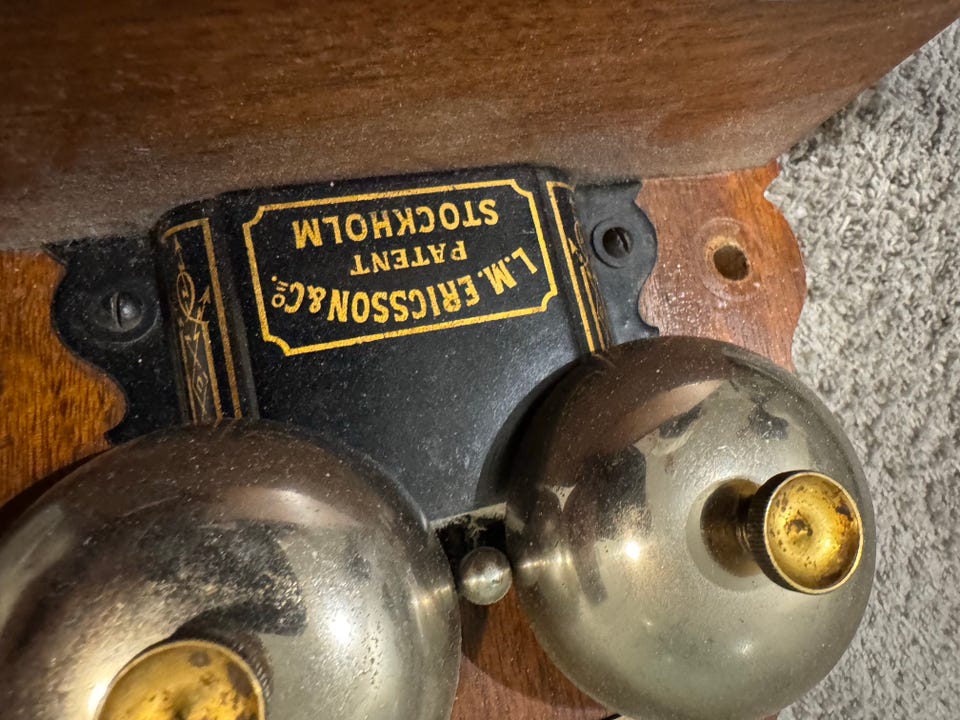 L.M. ERICSSON & Co.
PATENT
STOCKHOLM